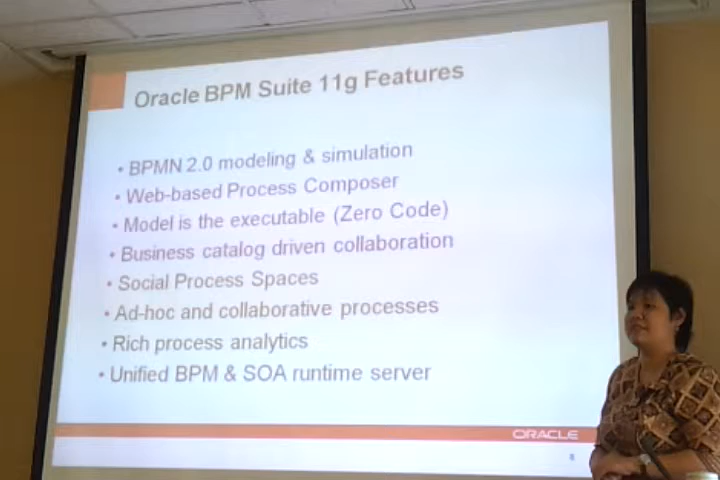 Oracle BPM Suite 11g Features
• BPMN 2.0 modeling & simulation
• Web-based Process Composer
• Model is the executable (Zero Code)
• Business catalog driven collaboration
• Social Process Spaces
• Ad-hoc and collaborative processes
• Rich process analytics
• Unified BPM & SOA runtime server
ORACLE